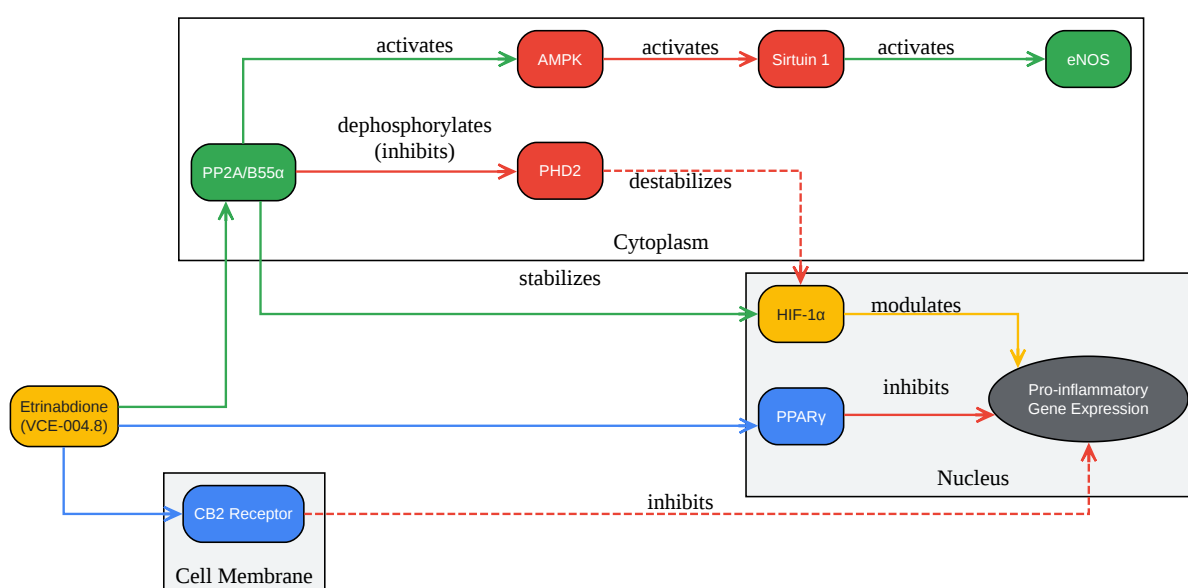 activates
AMPK
activates
Sirtuin 1
activates
eNOS
dephosphorylates
(inhibits)
PP2A/B55α
PHD2
destabilizes
Cytoplasm
stabilizes
HIF-1α
modulates
Etrinabdione
(VCE-004.8)
PPARγ
inhibits
Pro-inflammatory
Gene Expression
Nucleus
CB2 Receptor
inhibits
Cell Membrane